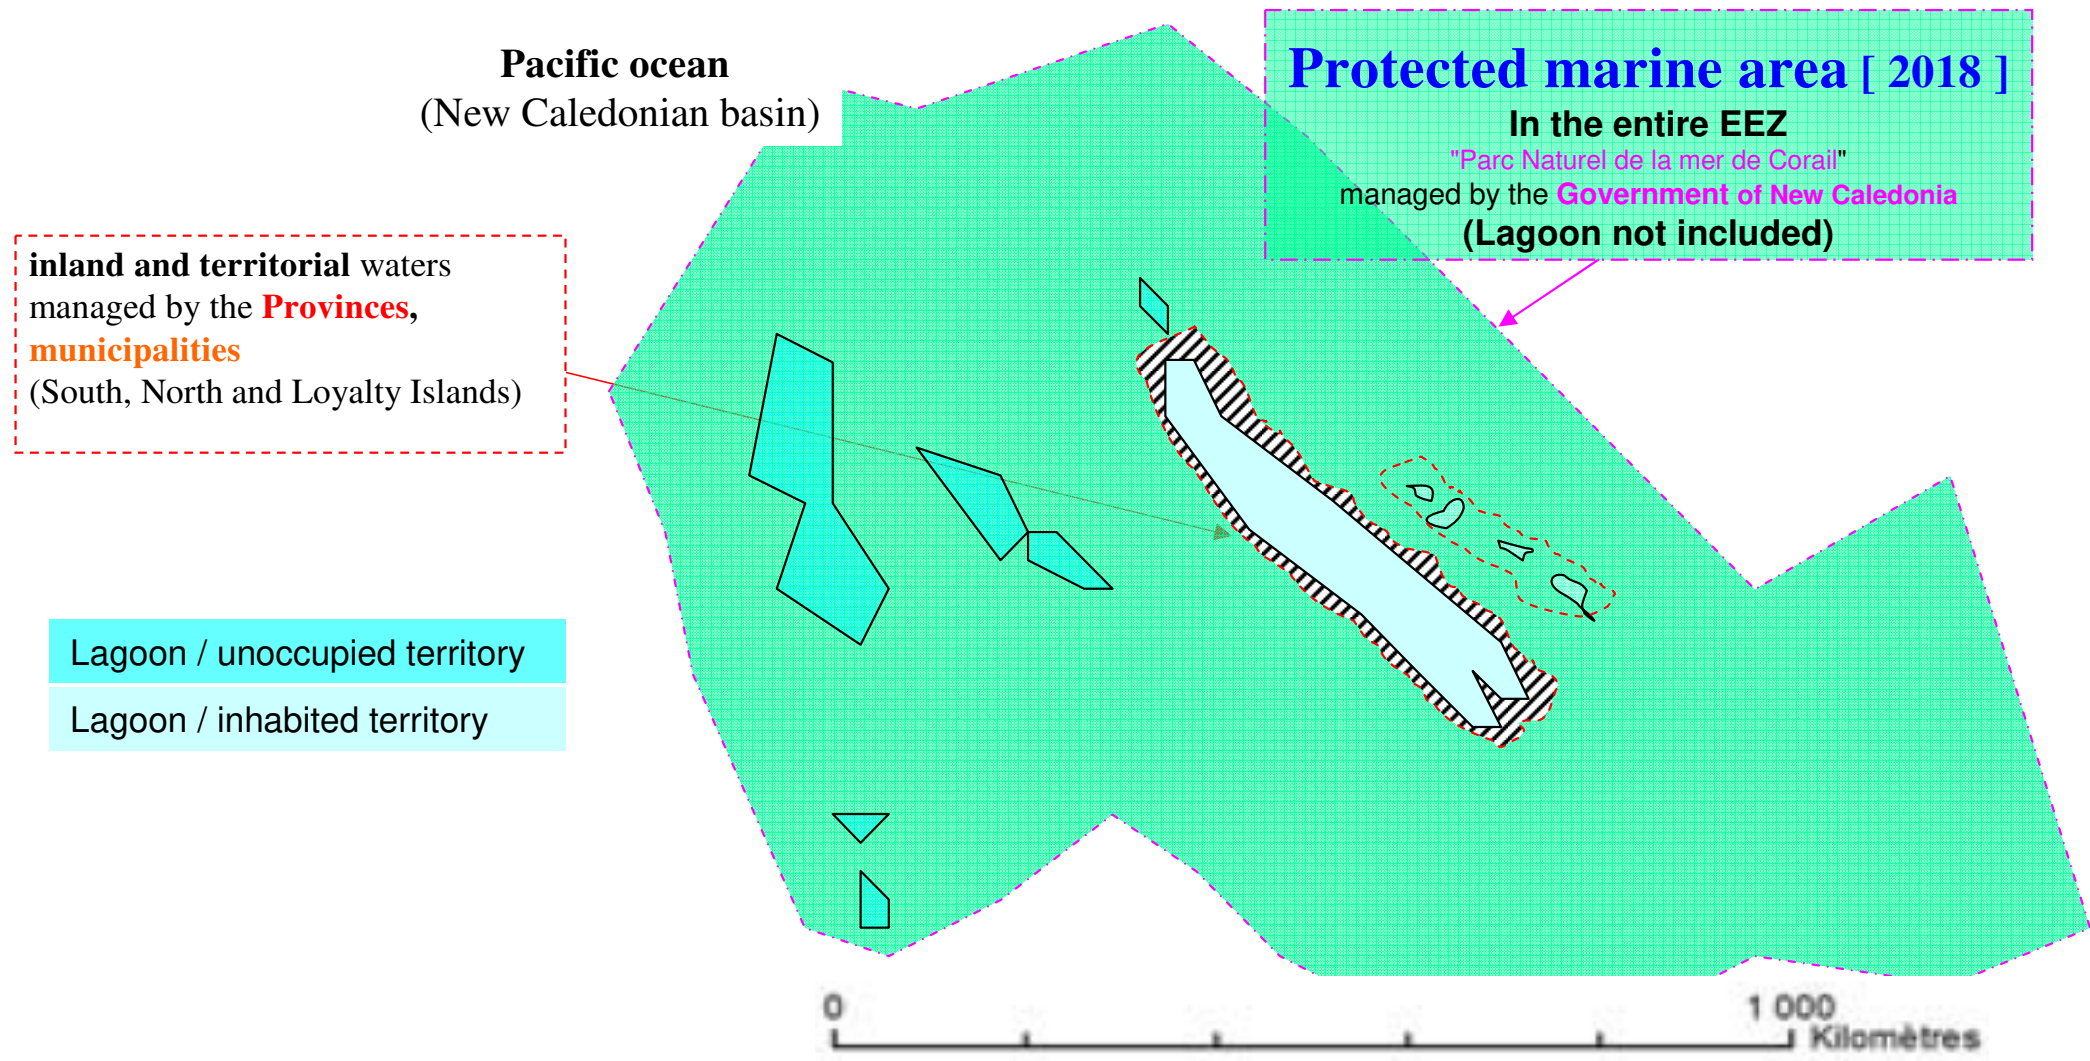 Pacific ocean
(New Caledonian basin)
Protected marine area [ 2018 ]
In the entire EEZ
"Parc Naturel de la mer de Corail"
managed by the Government of New Caledonia
(Lagoon not included)
inland and territorial waters
managed by the Provinces,
municipalities
(South, North and Loyalty Islands)
Lagoon / unoccupied territory
Lagoon / inhabited territory
0
1 000
Kilomètres